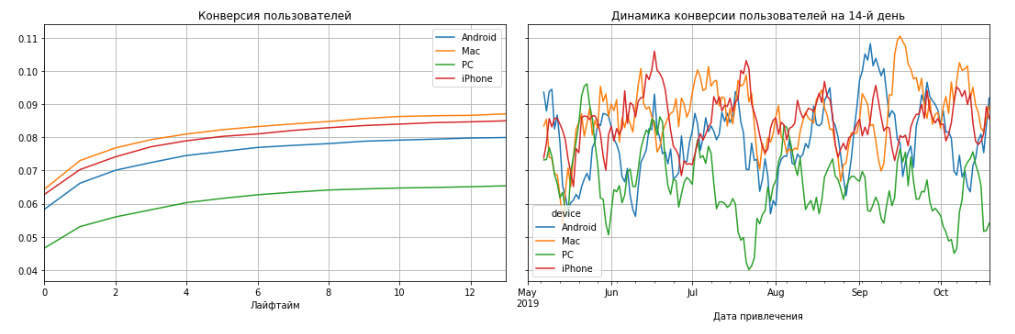 Конверсия пользователей
0.11
0.10
0.09
0.08
0.07
0.06
0.05
0.04
Android
Mac
PC
iPhone
0
2
4
6
8
10
12
Лайфтайм
Динамика конверсии пользователей на 14-й день
device
Android
Mac
PC
iPhone
May
2019
Jun
Jul
Aug
Sep
Oct
Дата привлечения